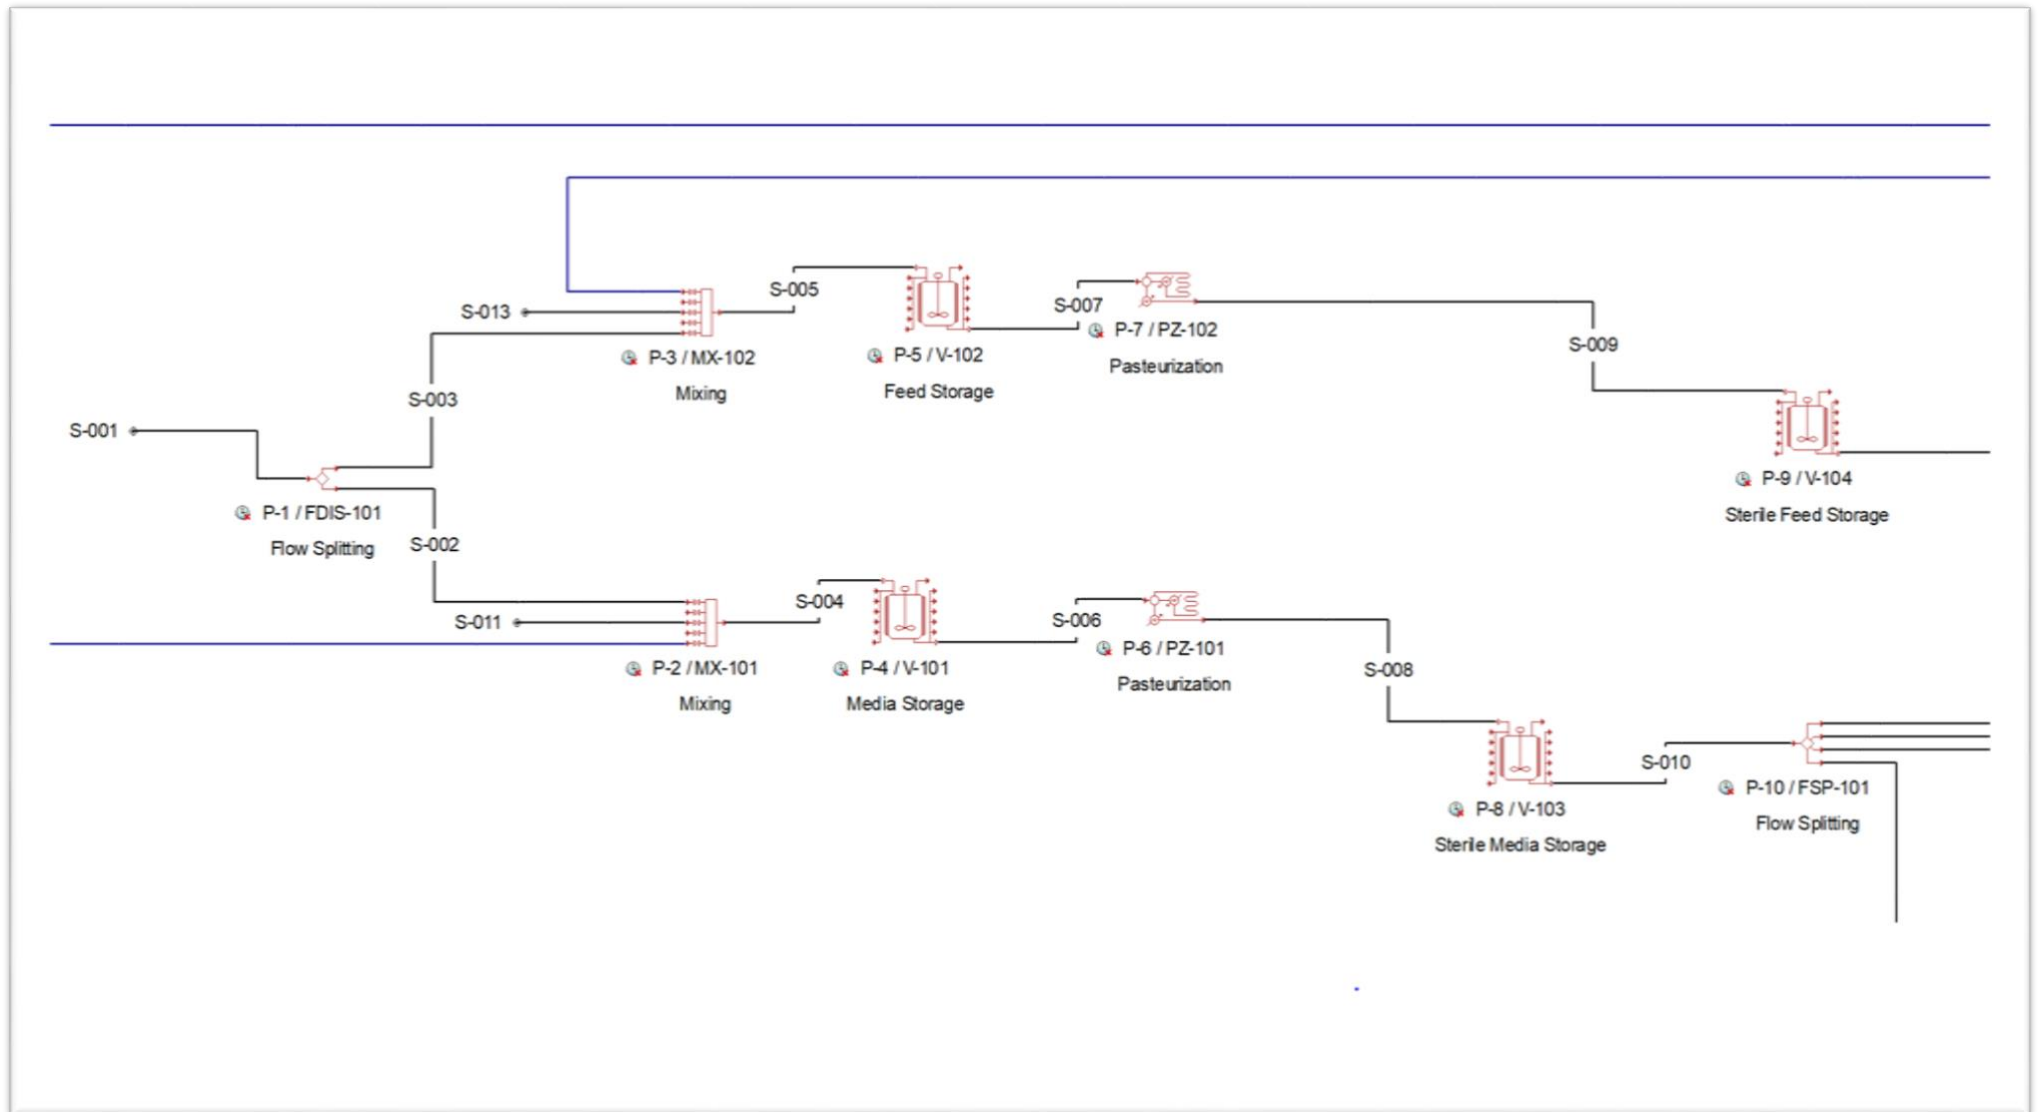 S-013
S-005
P-3 / MX-102
Mixing
P-5 / V-102
Feed Storage
S-007
P-7 / PZ-102
Pasteurization
S-009
P-9 / V-104
Sterile Feed Storage
S-003
S-001
P-1 / FDIS-101
Flow Splitting
S-002
S-011
P-2 / MX-101
Mixing
S-004
P-4 / V-101
Media Storage
S-006
P-6 / PZ-101
Pasteurization
S-008
P-8 / V-103
Sterile Media Storage
S-010
P-10 / FSP-101
Flow Splitting